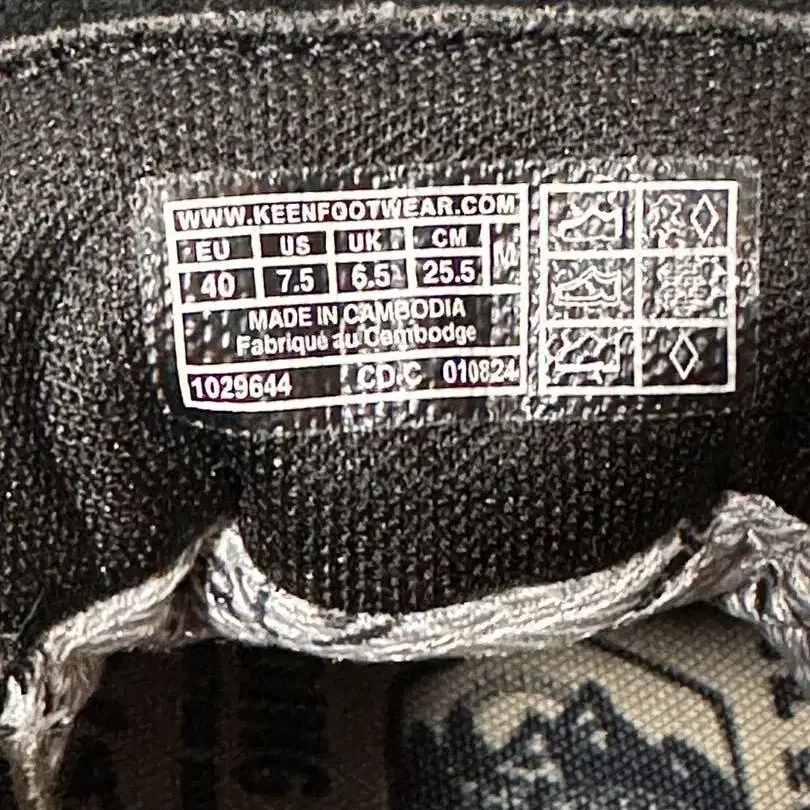 WWW.KEENFOOTWEAR.COM
EU US UK CM M
40 7.5 6.5 25.5
MADE IN CAMBODIA
Fabriqué au Cambodge
1029644 CD-C 010824